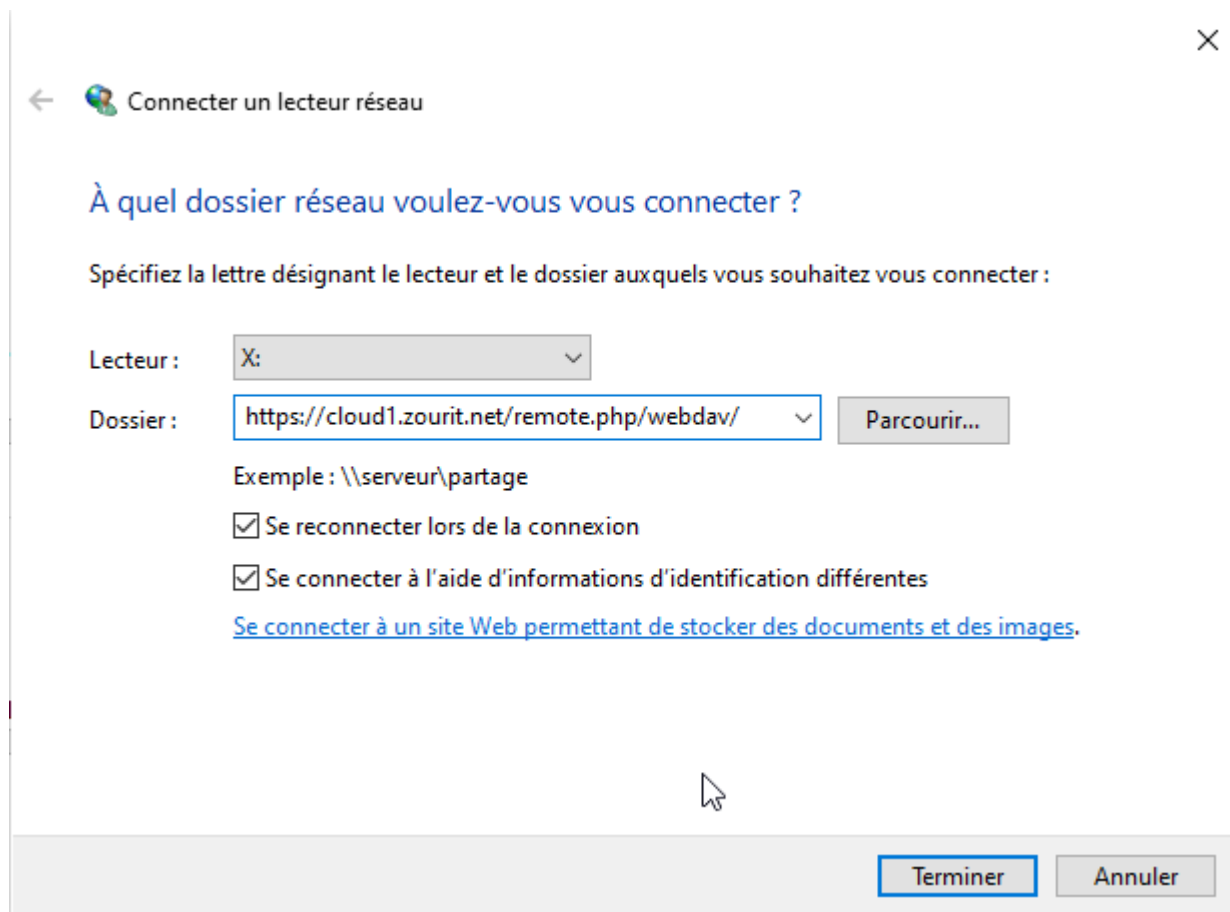 Connecter un lecteur réseau
À quel dossier réseau voulez-vous vous connecter ?
Spécifiez la lettre désignant le lecteur et le dossier auxquels vous souhaitez vous connecter :
Lecteur : X:
Dossier : https://cloud1.zourit.net/remote.php/webdav/ Parcourir...
Exemple : \\serveur\partage
Se reconnecter lors de la connexion
Se connecter à l'aide d'informations d'identification différentes
Se connecter à un site Web permettant de stocker des documents et des images.
Terminer Annuler